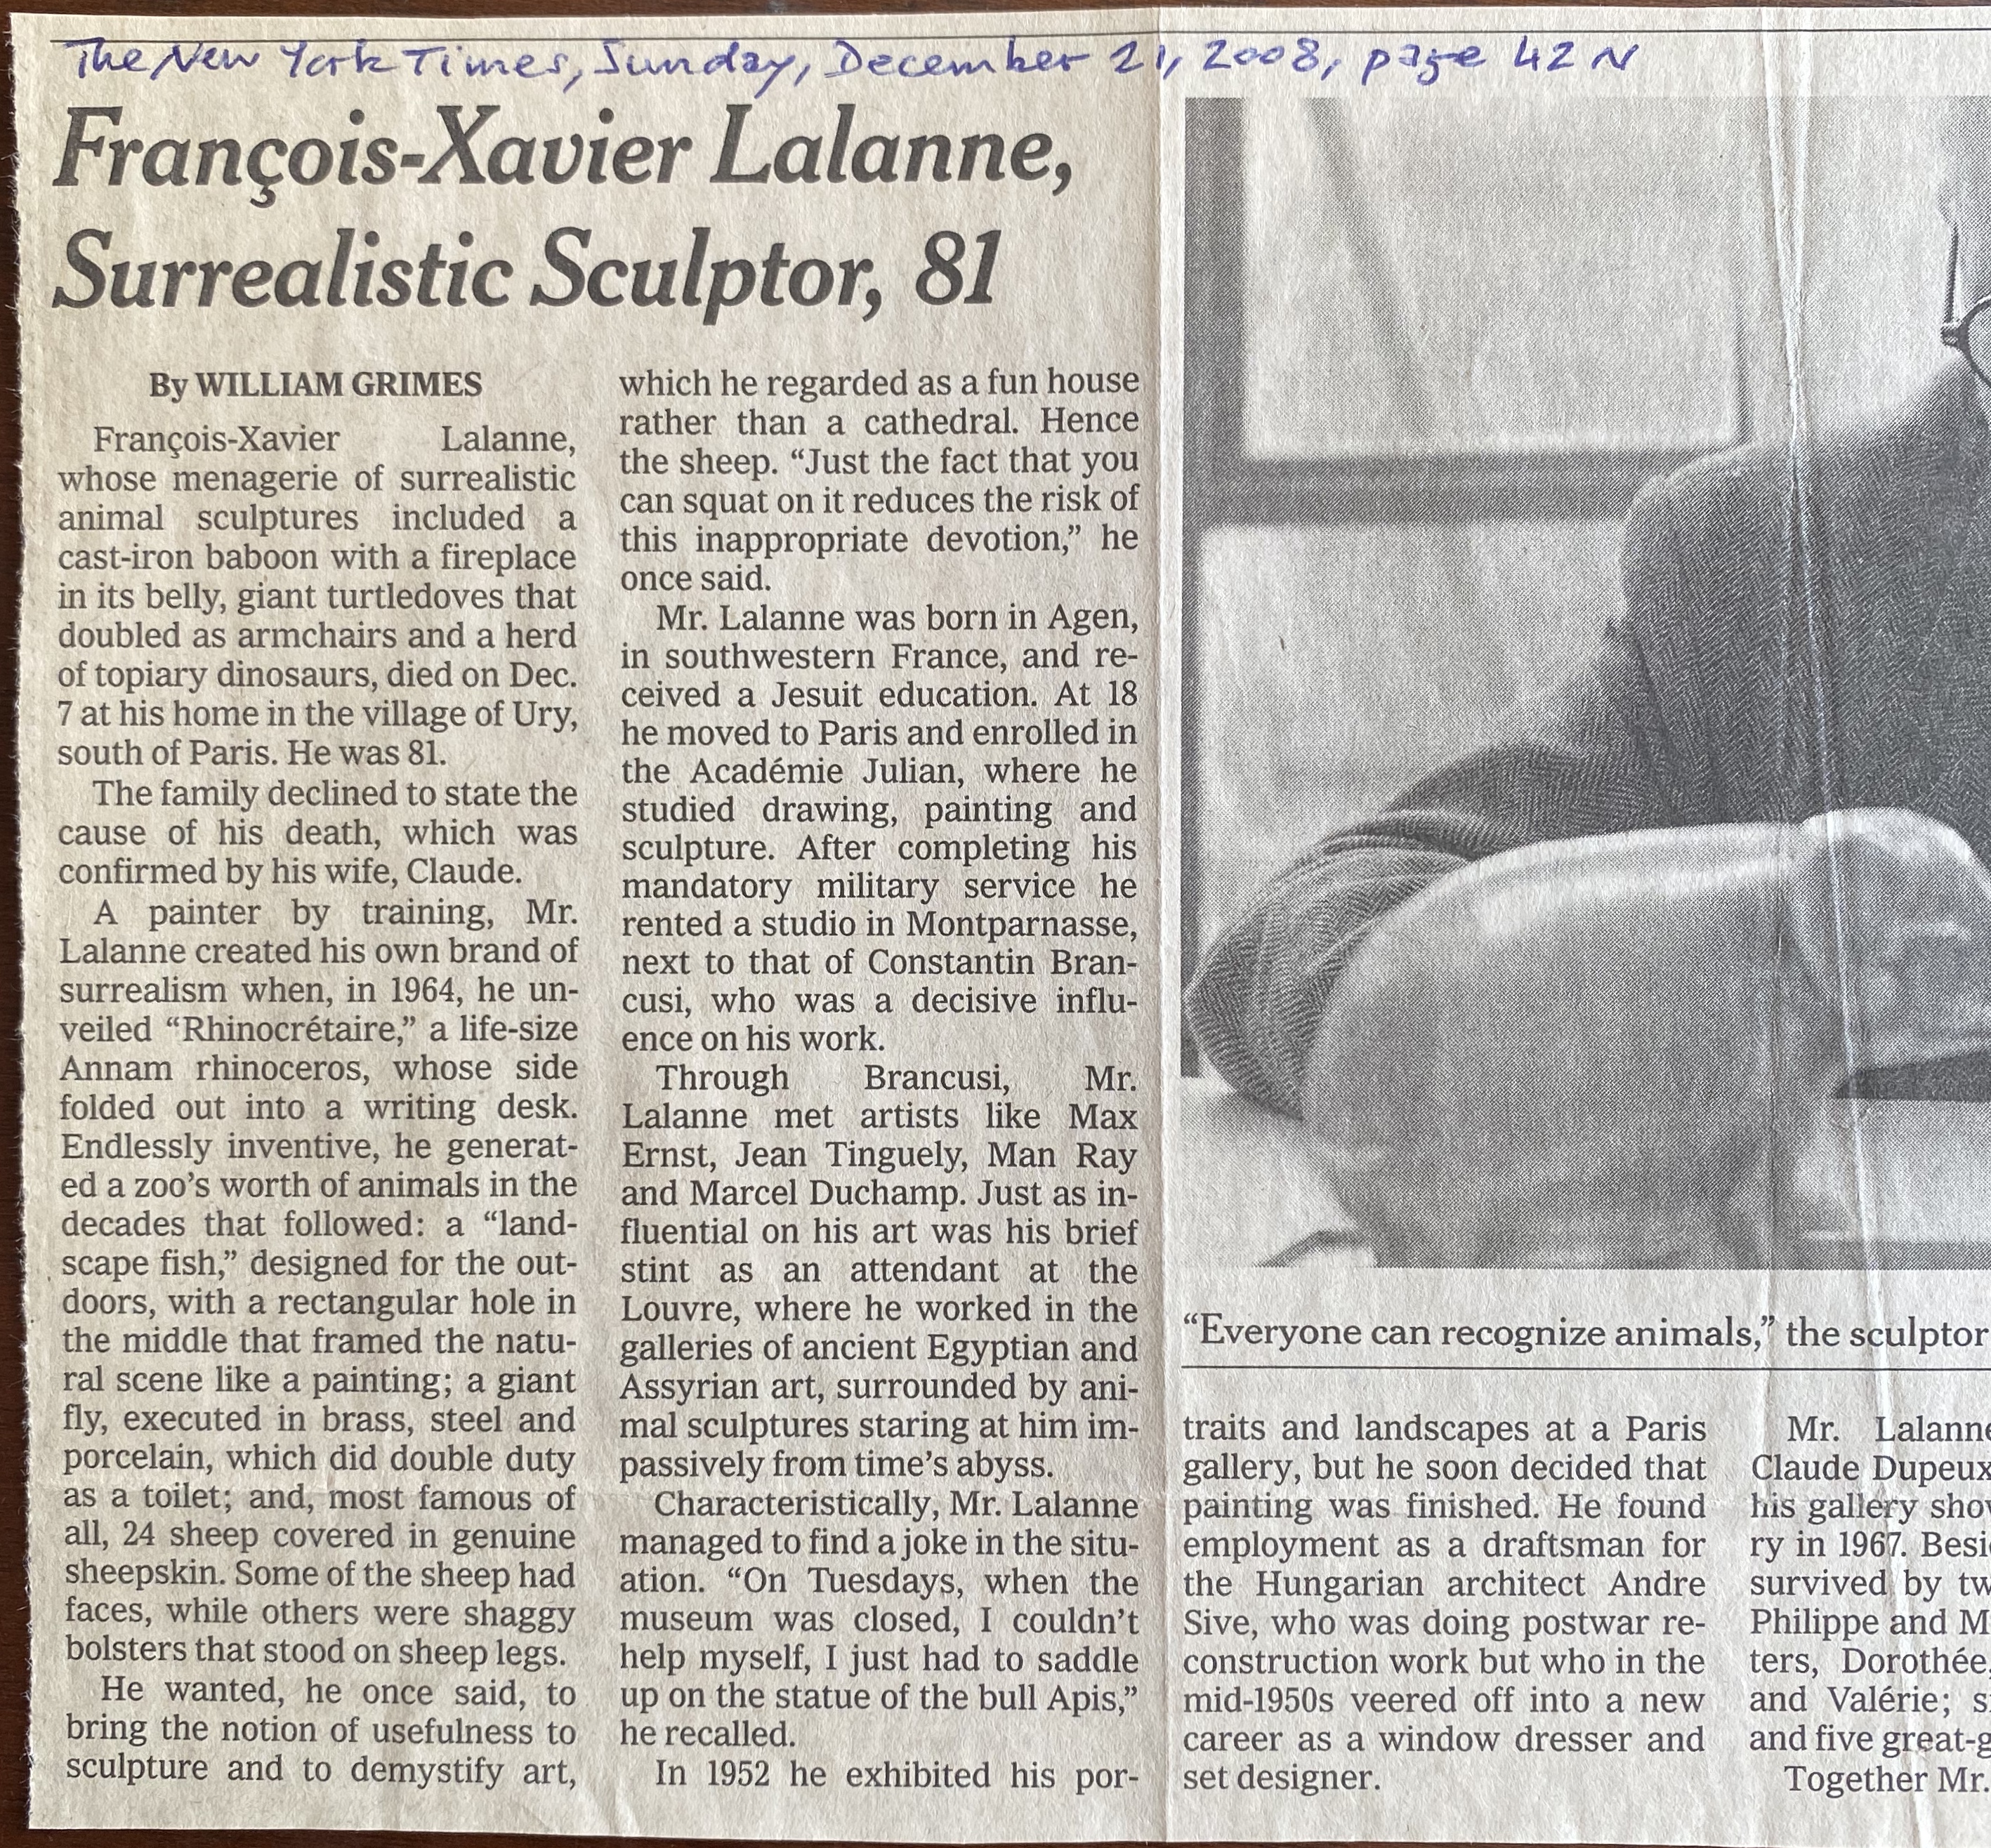 The New York Times, Sunday, December 21, 2008, page 42 N
François-Xavier Lalanne,
Surrealistic Sculptor, 81
By WILLIAM GRIMES
François-Xavier Lalanne,
whose menagerie of surrealistic
animal sculptures included a
cast-iron baboon with a fireplace
in its belly, giant turtledoves that
doubled as armchairs and a herd
of topiary dinosaurs, died on Dec.
7 at his home in the village of Ury,
south of Paris. He was 81.
The family declined to state the
cause of his death, which was
confirmed by his wife, Claude.
A painter by training, Mr.
Lalanne created his own brand of
surrealism when, in 1964, he un-
veiled “Rhinocrétaire,” a life-size
Annam rhinoceros, whose side
folded out into a writing desk.
Endlessly inventive, he generat-
ed a zoo’s worth of animals in the
decades that followed: a “land-
scape fish,” designed for the out-
doors, with a rectangular hole in
the middle that framed the natu-
ral scene like a painting; a giant
fly, executed in brass, steel and
porcelain, which did double duty
as a toilet; and, most famous of
all, 24 sheep covered in genuine
sheepskin. Some of the sheep had
faces, while others were shaggy
bolsters that stood on sheep legs.
He wanted, he once said, to
bring the notion of usefulness to
sculpture and to demystify art,
which he regarded as a fun house
rather than a cathedral. Hence
the sheep. “Just the fact that you
can squat on it reduces the risk of
this inappropriate devotion,” he
once said.
Mr. Lalanne was born in Agen,
in southwestern France, and re-
ceived a Jesuit education. At 18
he moved to Paris and enrolled in
the Académie Julian, where he
studied drawing, painting and
sculpture. After completing his
mandatory military service he
rented a studio in Montparnasse,
next to that of Constantin Bran-
cusi, who was a decisive influ-
ence on his work.
Through Brancusi, Mr.
Lalanne met artists like Max
Ernst, Jean Tinguely, Man Ray
and Marcel Duchamp. Just as in-
fluential on his art was his brief
stint as an attendant at the
Louvre, where he worked in the
galleries of ancient Egyptian and
Assyrian art, surrounded by ani-
mal sculptures staring at him im-
passively from time’s abyss.
Characteristically, Mr. Lalanne
managed to find a joke in the situ-
ation. “On Tuesdays, when the
museum was closed, I couldn’t
help myself, I just had to saddle
up on the statue of the bull Apis,”
he recalled.
In 1952 he exhibited his por-
“Everyone can recognize animals,” the sculptor
traits and landscapes at a Paris
gallery, but he soon decided that
painting was finished. He found
employment as a draftsman for
the Hungarian architect Andre
Sive, who was doing postwar re-
construction work but who in the
mid-1950s veered off into a new
career as a window dresser and
set designer.
Mr. Lalanne
Claude Dupeux
his gallery
ry in 1967.
survived by
Philippe and
ters, Dorothée,
and Valérie;
and five
Together Mr.